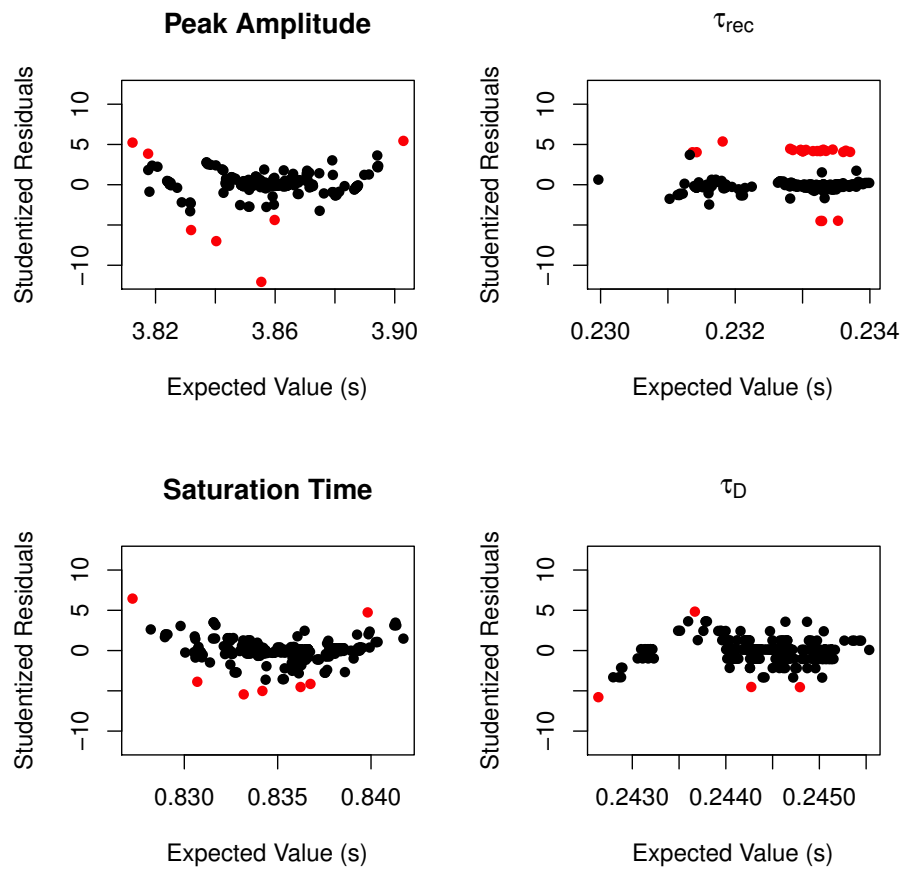 Peak Amplitude
Studentized Residuals
10
5
0
−10
3.82
3.86
3.90
Expected Value (s)
τrec
Studentized Residuals
10
5
0
−10
0.230
0.232
0.234
Expected Value (s)
Saturation Time
Studentized Residuals
10
5
0
−10
0.830
0.835
0.840
Expected Value (s)
τD
Studentized Residuals
10
5
0
−10
0.2430
0.2440
0.2450
Expected Value (s)